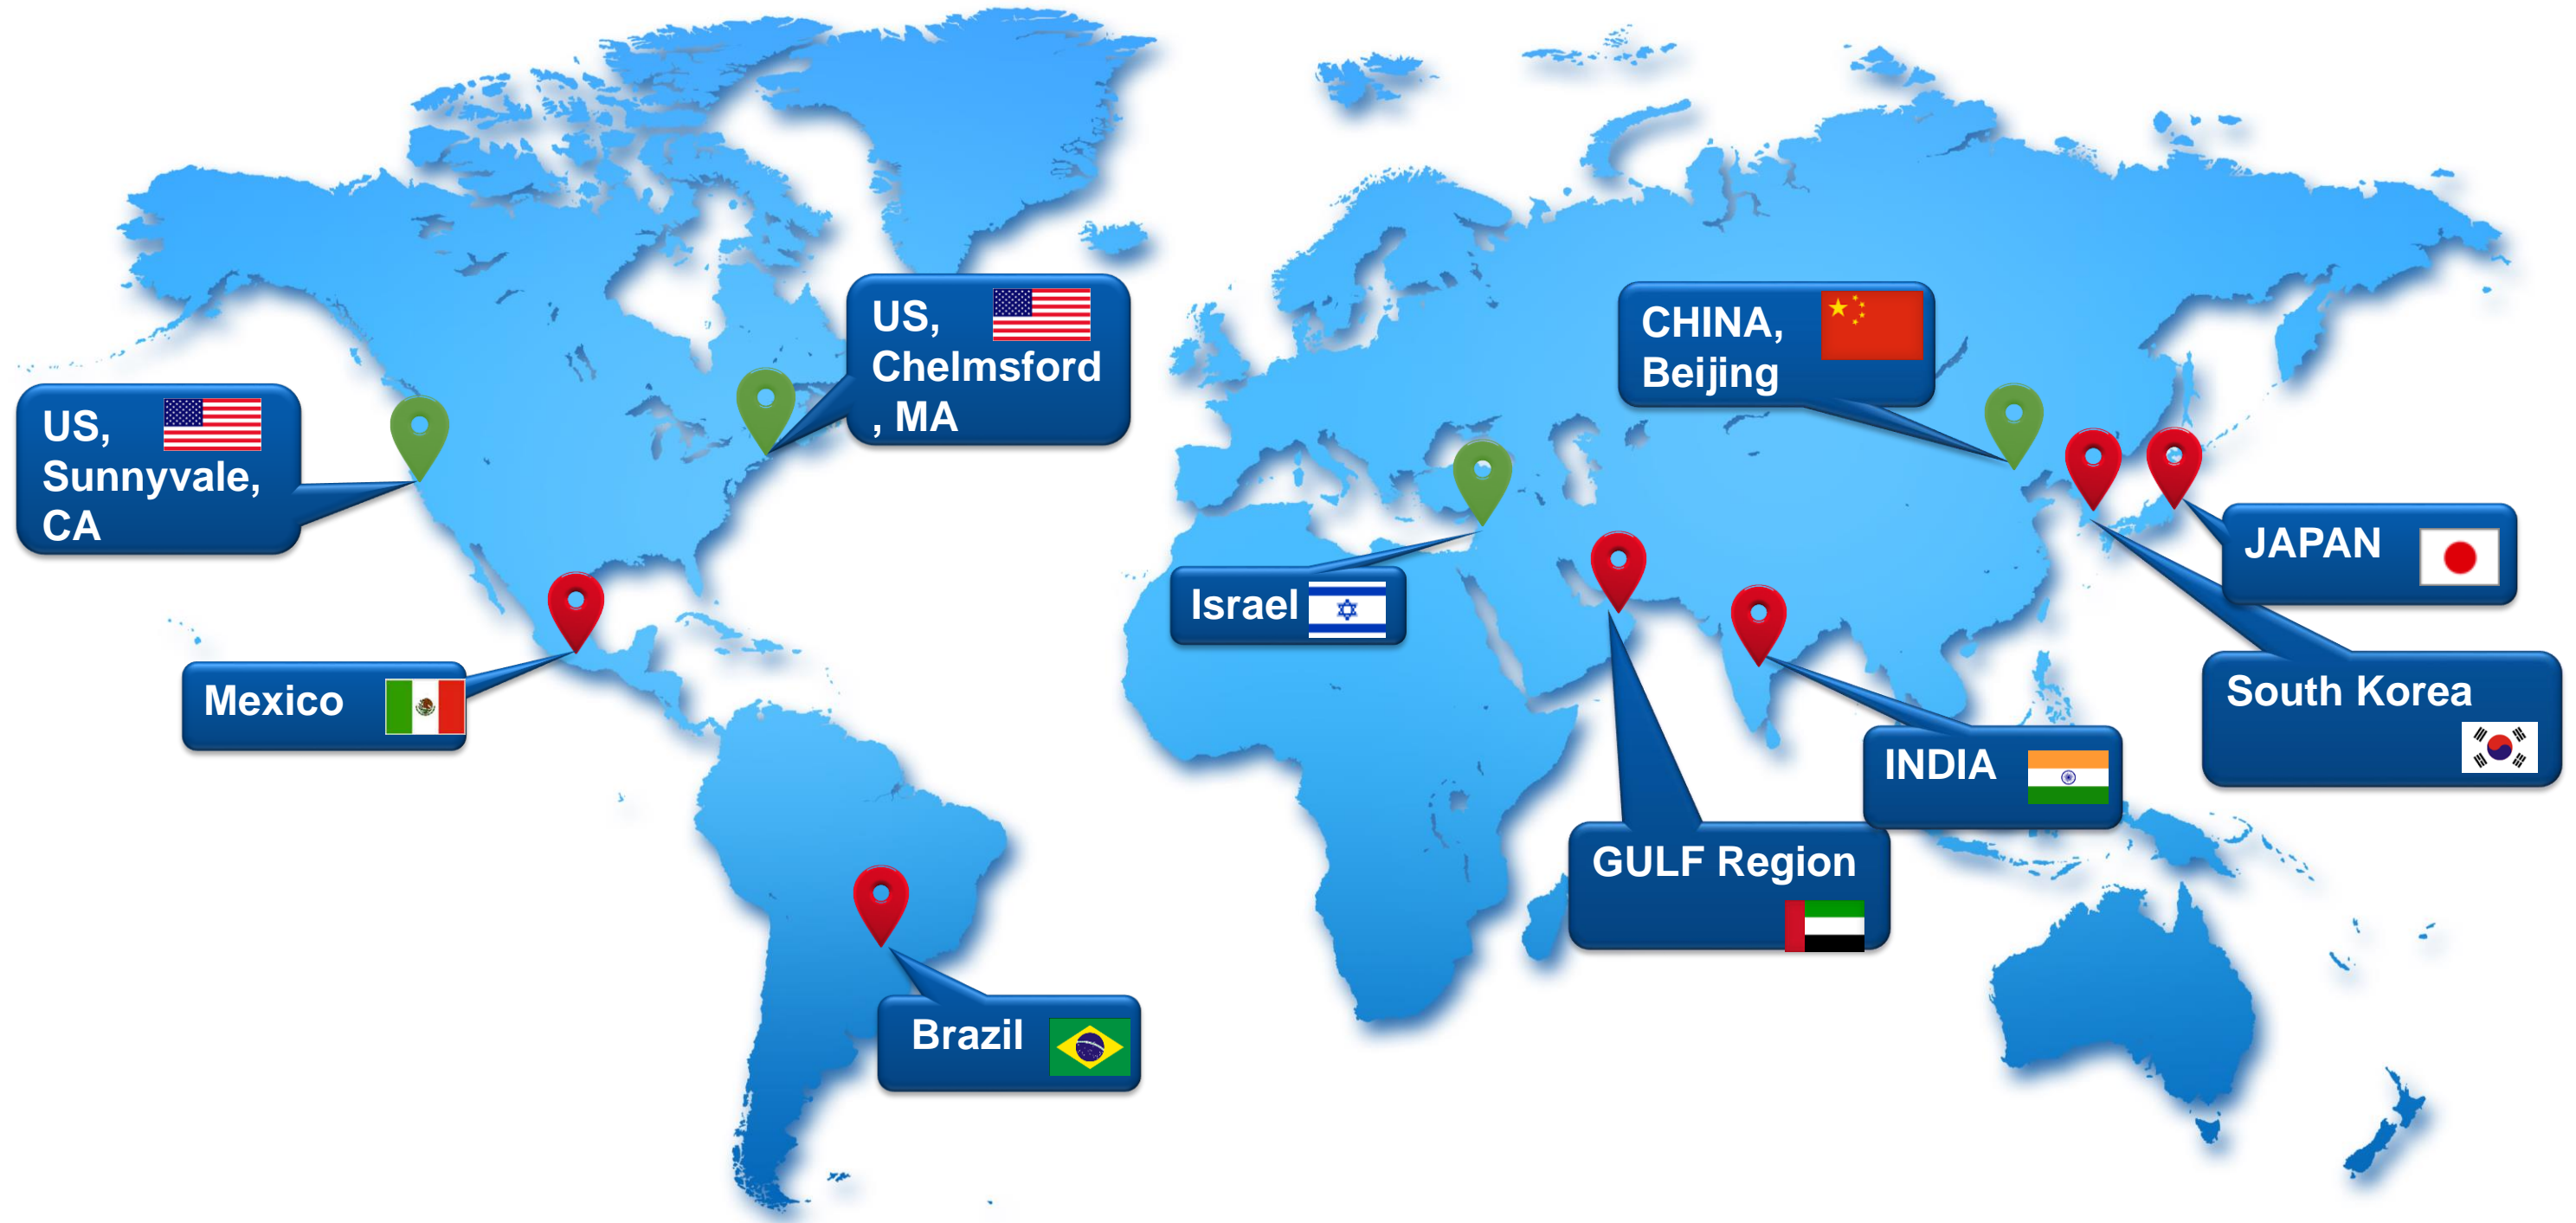 US,
Chelmsford
, MA
CHINA,
Beijing
US,
Sunnyvale,
CA
JAPAN
Israel
Mexico
South Korea
INDIA
GULF Region
Brazil